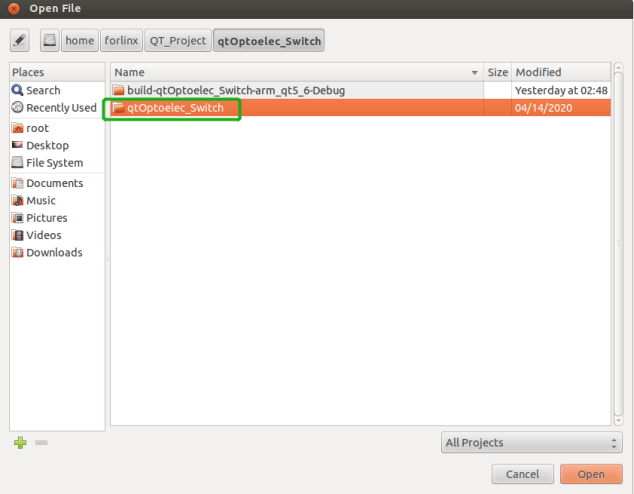 Open File
home forlinx QT_Project qtOptoelec_Switch
Places
Search
Recently Used
root
Desktop
File System
Documents
Music
Pictures
Videos
Downloads
Name Size Modified
build-qtOptoelec_Switch-arm_qt5_6-Debug Yesterday at 02:48
qtOptoelec_Switch 04/14/2020
All Projects
Cancel Open